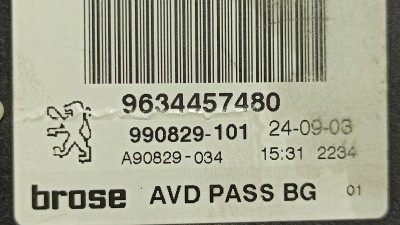 9634457480
990829-101 24-09-03
A90829-034 15:31 2234
brose AVD PASS BG 01